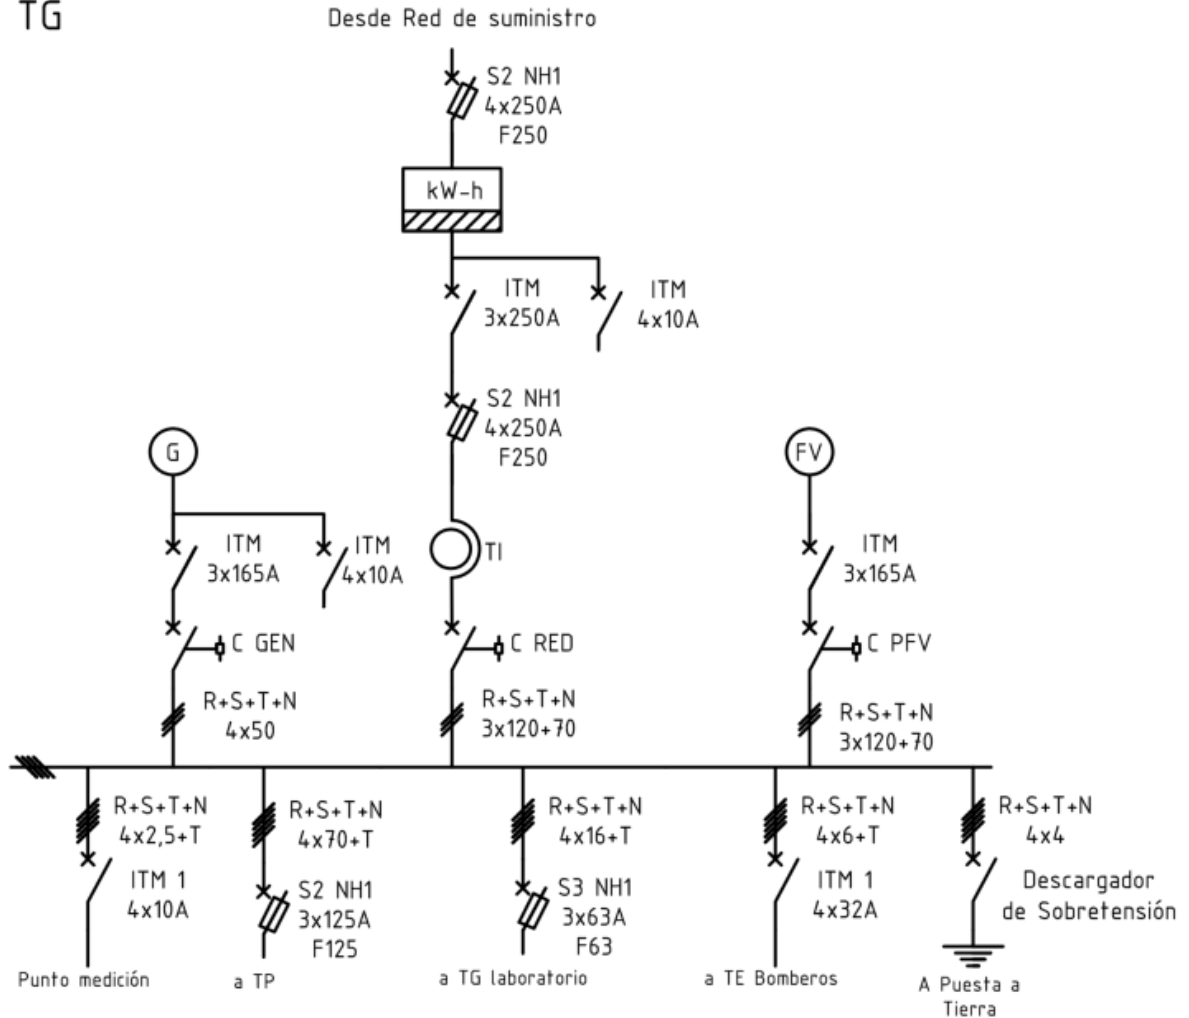 TG
Desde Red de suministro
S2 NH1
4x250A
F250
kW-h
ITM
3x250A
ITM
4x10A
S2 NH1
4x250A
F250
G
FV
ITM
3x165A
ITM
4x10A
TI
ITM
3x165A
C GEN
C RED
C PFV
R+S+T+N
4x50
R+S+T+N
3x120+70
R+S+T+N
3x120+70
R+S+T+N
4x2,5+T
R+S+T+N
4x70+T
R+S+T+N
4x16+T
R+S+T+N
4x6+T
R+S+T+N
4x4
ITM 1
4x10A
S2 NH1
3x125A
F125
S3 NH1
3x63A
F63
ITM 1
4x32A
Descargador
de Sobretensión
Punto medición
a TP
a TG laboratorio
a TE Bomberos
A Puesta a
Tierra